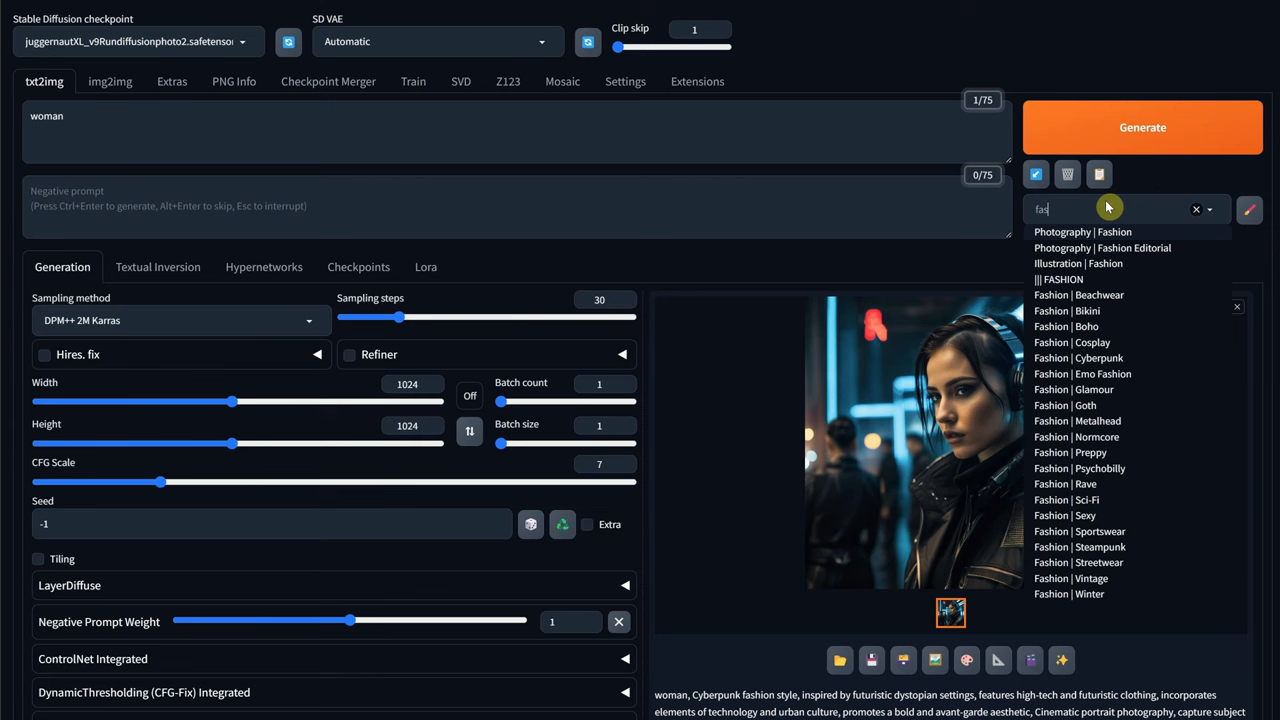 Stable Diffusion checkpoint
SD VAE
Clip skip
1
juggernautXL_v9Rundiffusionphoto2.safetensor
Automatic
txt2img
img2img
Extras
PNG Info
Checkpoint Merger
Train
SVD
Z123
Mosaic
Settings
Extensions
1/75
woman
Generate
0/75
Negative prompt
(Press Ctrl+Enter to generate, Alt+Enter to skip, Esc to interrupt)
fas
Photography | Fashion
Photography | Fashion Editorial
Illustration | Fashion
||| FASHION
Fashion | Beachwear
Fashion | Bikini
Fashion | Boho
Fashion | Cosplay
Fashion | Cyberpunk
Fashion | Emo Fashion
Fashion | Glamour
Fashion | Goth
Fashion | Metalhead
Fashion | Normcore
Fashion | Preppy
Fashion | Psychobilly
Fashion | Rave
Fashion | Sci-Fi
Fashion | Sexy
Fashion | Sportswear
Fashion | Steampunk
Fashion | Streetwear
Fashion | Vintage
Fashion | Winter
Generation
Textual Inversion
Hypernetworks
Checkpoints
Lora
Sampling method
Sampling steps
30
DPM++ 2M Karras
Hires. fix
Refiner
Width
1024
Off
Batch count
1
Height
1024
Batch size
1
CFG Scale
7
Seed
-1
Extra
Tiling
LayerDiffuse
Negative Prompt Weight
1
ControlNet Integrated
DynamicThresholding (CFG-Fix) Integrated
woman, Cyberpunk fashion style, inspired by futuristic dystopian settings, features high-tech and futuristic clothing, incorporates
elements of technology and urban culture, promotes a bold and avant-garde aesthetic, Cinematic portrait photography, capture subject